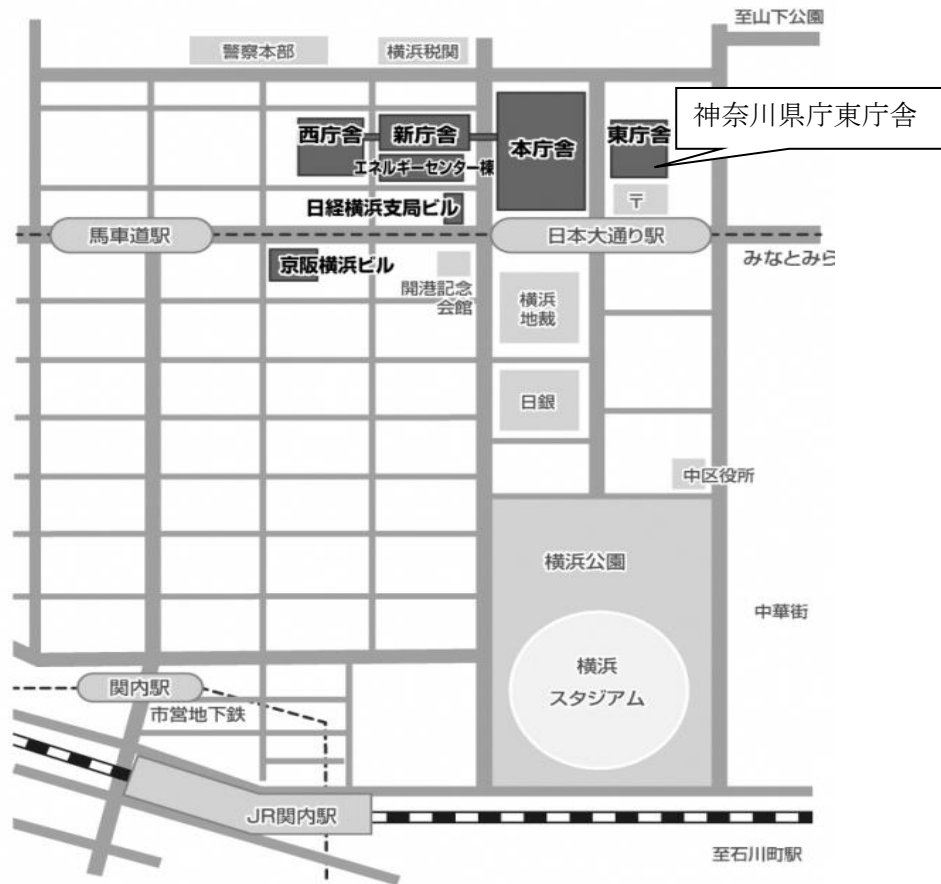 至山下公園
警察本部
横浜税関
神奈川県庁東庁舎
西庁舎
新庁舎
本庁舎
東庁舎
エネルギーセンター棟
〒
日経横浜支局ビル
馬車道駅
日本大通り駅
みなとみら
京阪横浜ビル
開港記念
会館
横浜
地裁
日銀
中区役所
横浜公園
中華街
横浜
スタジアム
関内駅
市営地下鉄
JR関内駅
至石川町駅